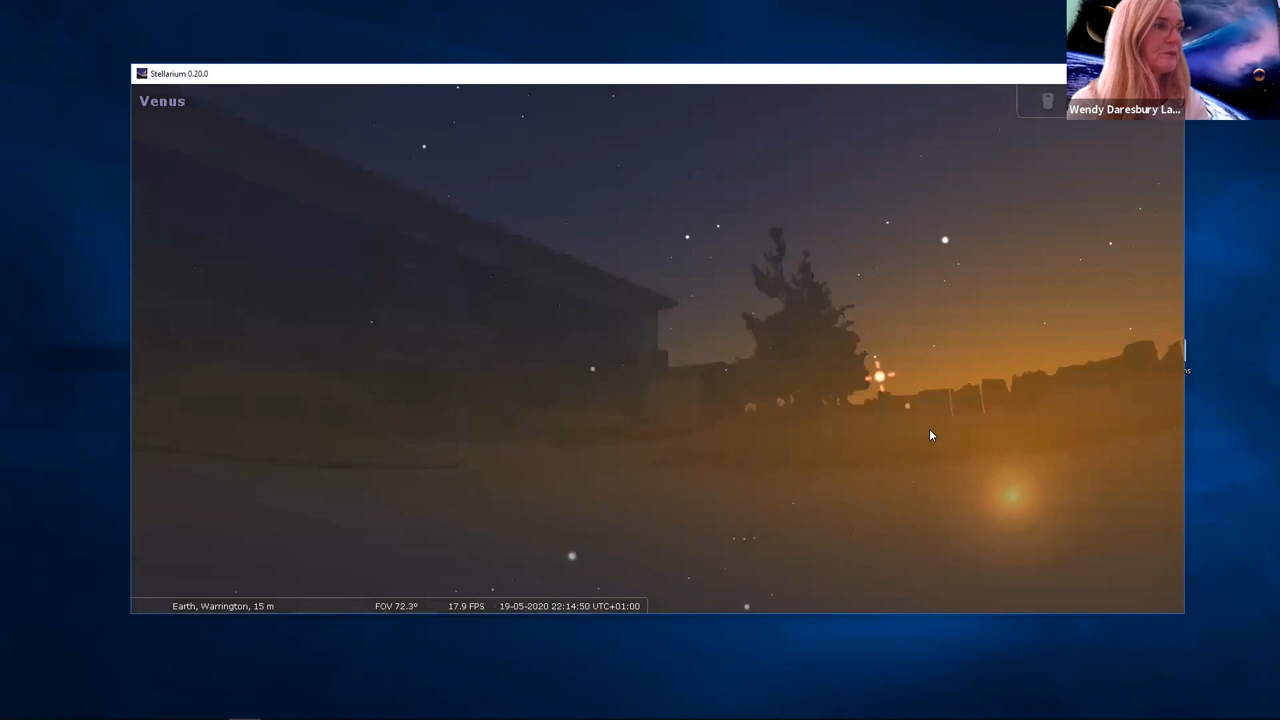 Stellarium 0.20.0
Venus
Wendy Daresbury La...
ns
Earth, Warrington, 15 m
FOV 72.3°
17.9 FPS
19-05-2020 22:14:50 UTC+01:00